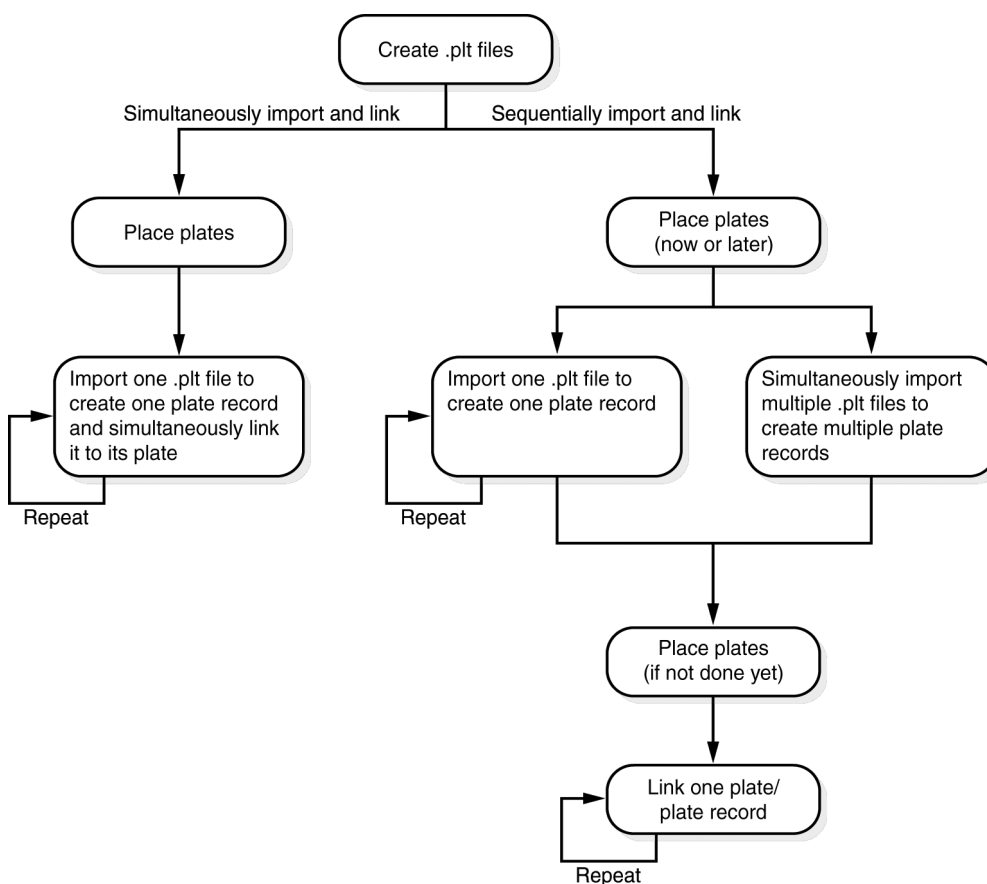 Create .plt files
Simultaneously import and link
Sequentially import and link
Place plates
Place plates
(now or later)
Import one .plt file to
create one plate record
and simultaneously link
it to its plate
Repeat
Import one .plt file to
create one plate record
Repeat
Simultaneously import
multiple .plt files to
create multiple plate
records
Place plates
(if not done yet)
Link one plate/
plate record
Repeat